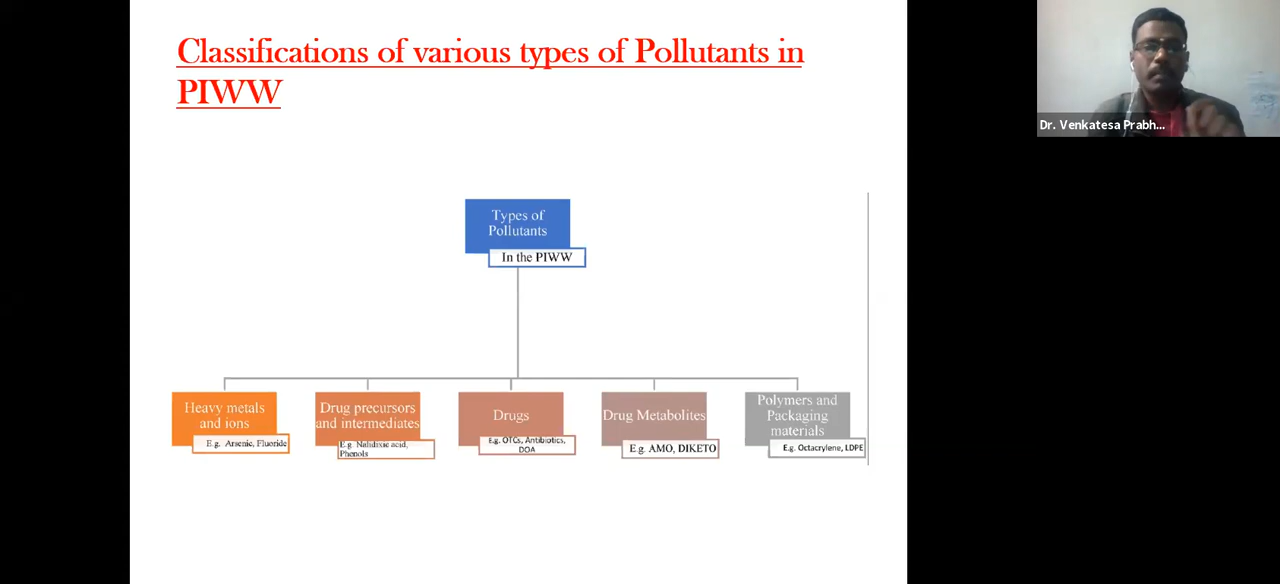 Classifications of various types of Pollutants in
PIWW
Dr. Venkatesa Prabh...
Types of
Pollutants
In the PIWW
Heavy metals
and ions
E.g. Arsenic, Fluoride
Drug precursors
and intermediates
E.g. Nalidixic acid,
Phenols
Drugs
E.g. OTCs, Antibiotics,
DOA
Drug Metabolites
E.g. AMO, DIKETO
Polymers and
Packaging
materials
E.g. Octacrylene, LDPE